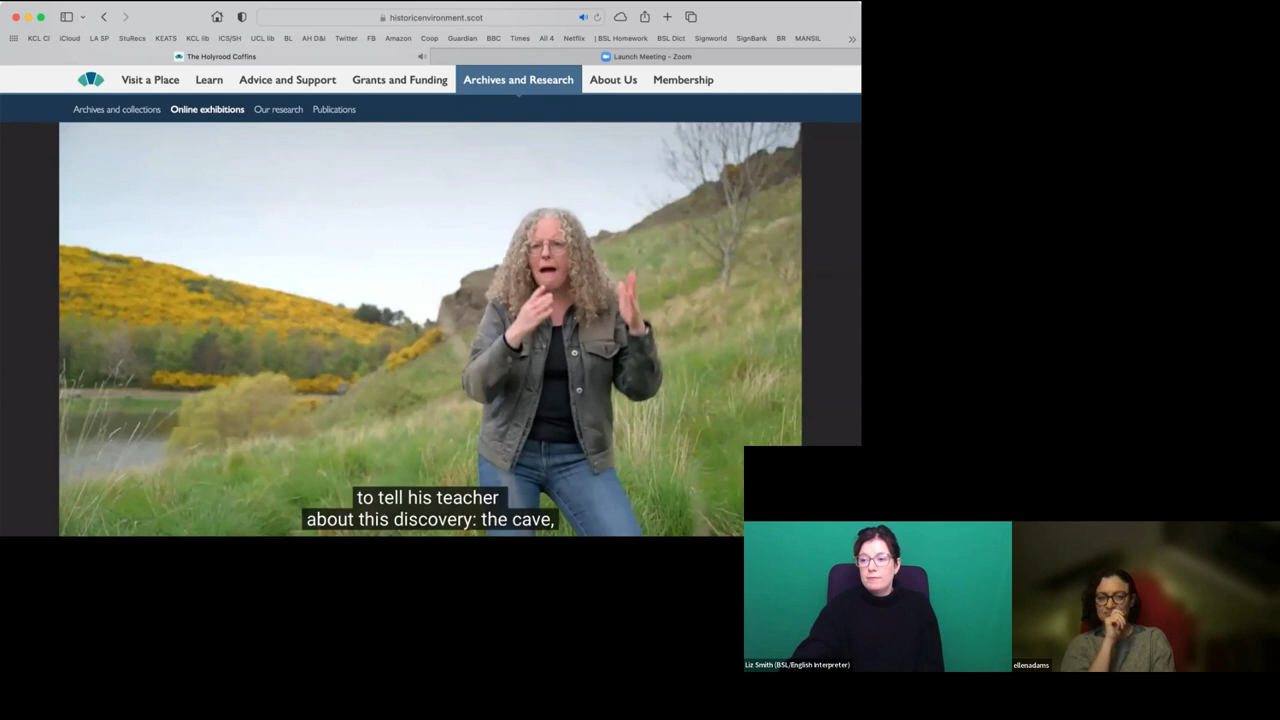 historicenvironment.scot
KCL CI iCloud LA SP StuRecs KEATS KCL lib ICS/SH UCL lib BL AH D&I Twitter FB Amazon Coop Guardian BBC Times All 4 Netflix | BSL Homework BSL Dict Signworld SignBank BR MANSIL
The Holyrood Coffins Launch Meeting - Zoom
Visit a Place Learn Advice and Support Grants and Funding Archives and Research About Us Membership
Archives and collections Online exhibitions Our research Publications
to tell his teacher
about this discovery: the cave,
Liz Smith (BSL/English Interpreter) ellenadams